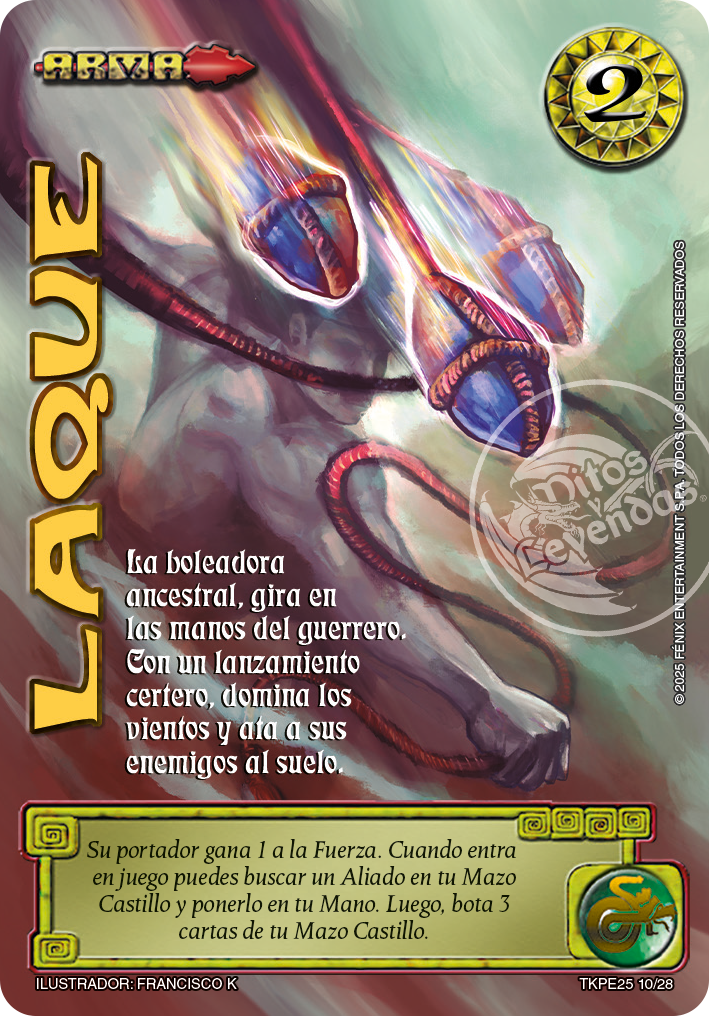 ARMA
2
LAQUE
La boleadora
ancestral, gira en
las manos del guerrero.
Con un lanzamiento
certero, domina los
vientos y ata a sus
enemigos al suelo.
Mitos
y
Leyendas®
©2025 FÉNIX ENTERTAINMENT S.P.A. TODOS LOS DERECHOS RESERVADOS
Su portador gana 1 a la Fuerza. Cuando entra
en juego puedes buscar un Aliado en tu Mazo
Castillo y ponerlo en tu Mano. Luego, bota 3
cartas de tu Mazo Castillo.
ILUSTRADOR: FRANCISCO K
TKPE25 10/28